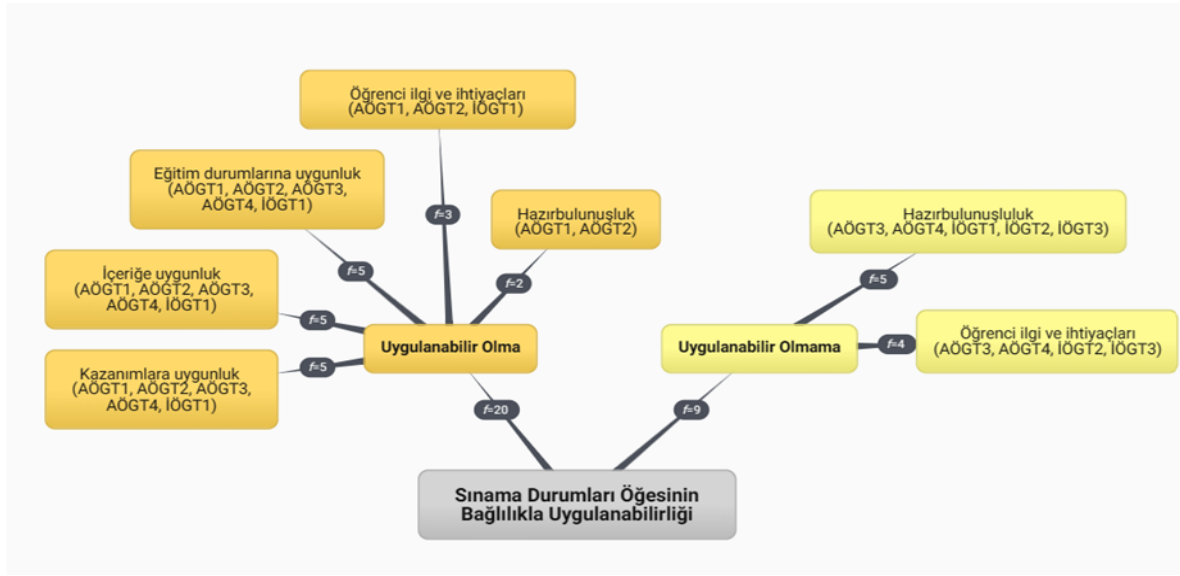 Öğrenci ilgi ve ihtiyaçları
(AÖGT1, AÖGT2, İÖGT1)
Eğitim durumlarına uygunluk
(AÖGT1, AÖGT2, AÖGT3,
AÖGT4, İÖGT1)
f=3
Hazırbulunuşluk
(AÖGT1, AÖGT2)
Hazırbulunuşluluk
(AÖGT3, AÖGT4, İÖGT1, İÖGT2, İÖGT3)
İçeriğe uygunluk
(AÖGT1, AÖGT2, AÖGT3,
AÖGT4, İÖGT1)
f=5
f=2
f=5
f=5
Uygulanabilir Olma
Uygulanabilir Olmama
f=4
Öğrenci ilgi ve ihtiyaçları
(AÖGT3, AÖGT4, İÖGT2, İÖGT3)
Kazanımlara uygunluk
(AÖGT1, AÖGT2, AÖGT3,
AÖGT4, İÖGT1)
f=5
f=20
f=9
Sınama Durumları Öğesinin
Bağlılıkla Uygulanabilirliği